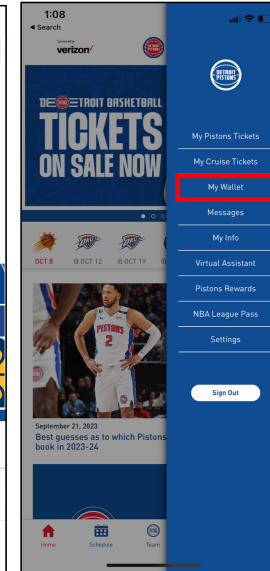 1:08
◀ Search
verizon✓
DETROIT
PISTONS
DE TROIT BASKETBALL
TICKETS
ON SALE NOW
OCT 8
@ OCT 12
@ OCT 19
PISTONS
2
September 21, 2023
Best guesses as to which Pistons
book in 2023-24
Home
Schedule
Team
My Pistons Tickets
My Cruise Tickets
My Wallet
Messages
My Info
Virtual Assistant
Pistons Rewards
NBA League Pass
Settings
Sign Out